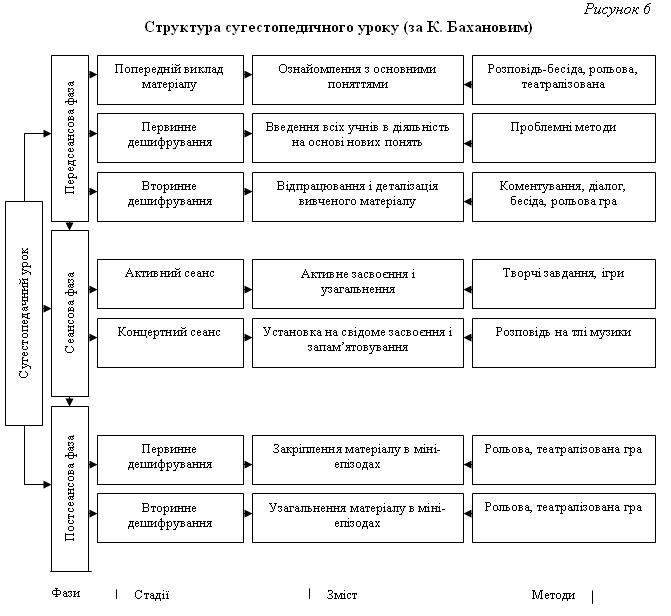 Рисунок 6
Структура сугестопедичного уроку (за К. Бахановим)
Сугестопедачний урок
Передсеансова фаза
Попередній виклад
матеріалу
Ознайомлення з основними
поняттями
Розповідь-бесіда, рольова,
театралізована
Первинне
дешифрування
Введення всіх учнів в діяльність
на основі нових понять
Проблемні методи
Вторинне
дешифрування
Відпрацювання і деталізація
вивченого матеріалу
Коментування, діалог,
бесіда, рольова гра
Сеансова фаза
Активний сеанс
Активне засвоєння і
узагальнення
Творчі завдання, ігри
Концертний сеанс
Установка на свідоме засвоєння і
запам’ятовування
Розповідь на тлі музики
Постсеансова фаза
Первинне
дешифрування
Закріплення матеріалу в міні-
епізодах
Рольова, театралізована гра
Вторинне
дешифрування
Узагальнення матеріалу в міні-
епізодах
Рольова, театралізована гра
Фази
Стадії
Зміст
Методи